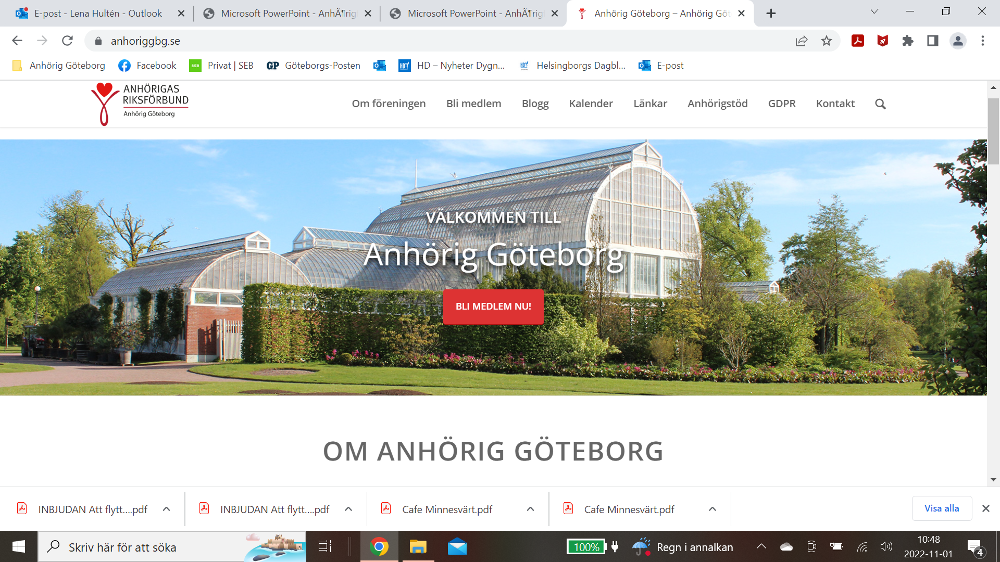 E-post - Lena Hultén - Outlook
Microsoft PowerPoint - AnhÃ¶rig
Microsoft PowerPoint - AnhÃ¶rig
Anhörig Göteborg – Anhörig Göt
anhoriggbg.se
Anhörig Göteborg
Facebook
SEB
Privat | SEB
GP
Göteborgs-Posten
HD
HD – Nyheter Dygn...
HD
Helsingborgs Dagbl...
E-post
ANHÖRIGAS
RIKSFÖRBUND
Anhörig Göteborg
Om föreningen
Bli medlem
Blogg
Kalender
Länkar
Anhörigstöd
GDPR
Kontakt
VÄLKOMMEN TILL
Anhörig Göteborg
BLI MEDLEM NU!
OM ANHÖRIG GÖTEBORG
INBJUDAN Att flytt....pdf
INBJUDAN Att flytt....pdf
Cafe Minnesvärt.pdf
Cafe Minnesvärt.pdf
Visa alla
Skriv här för att söka
100%
Regn i annalkan
10:48
2022-11-01
4